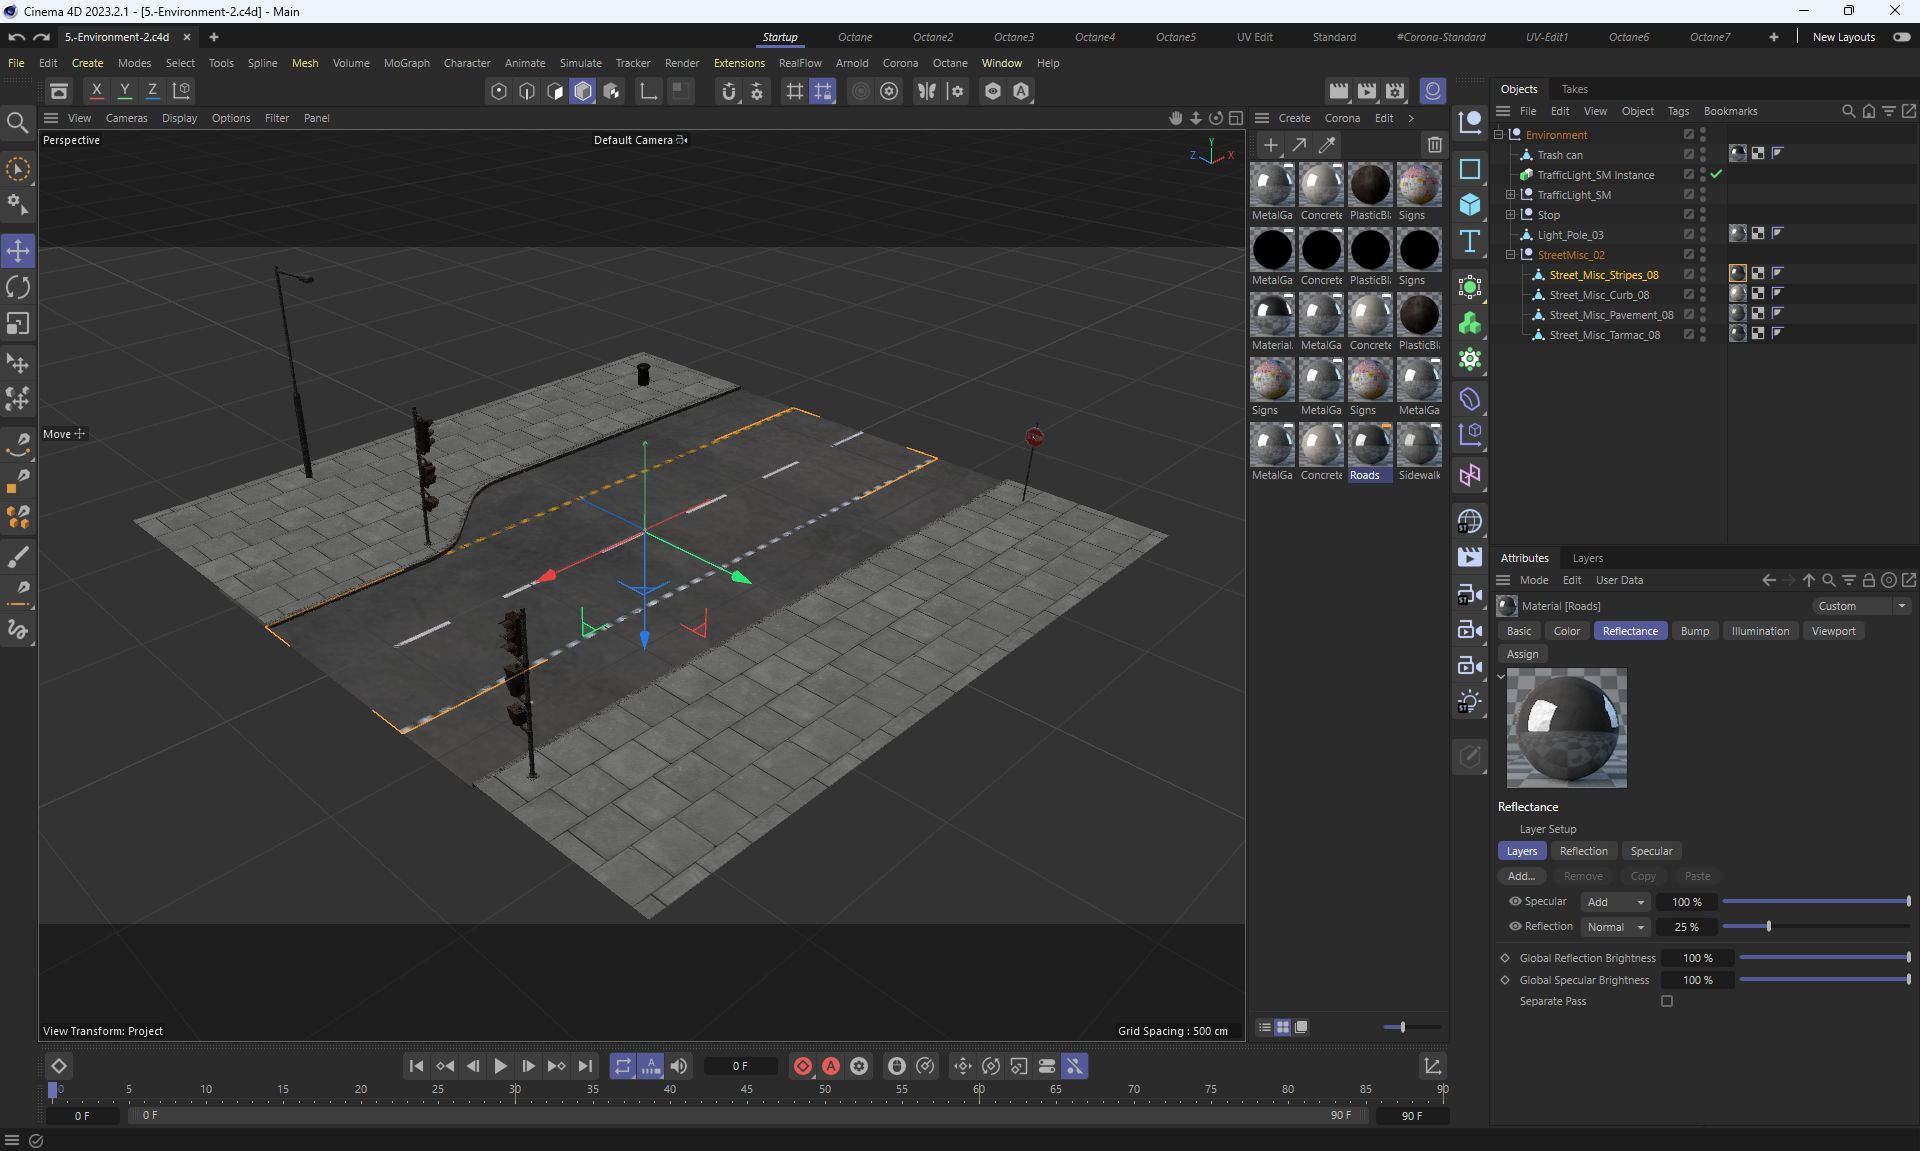 Cinema 4D 2023.2.1 - [5.-Environment-2.c4d] - Main
5.-Environment-2.c4d
Startup Octane Octane2 Octane3 Octane4 Octane5 UV Edit Standard #Corona-Standard UV-Edit1 Octane6 Octane7 New Layouts
File Edit Create Modes Select Tools Spline Mesh Volume MoGraph Character Animate Simulate Tracker Render Extensions RealFlow Arnold Corona Octane Window Help
X Y Z
View Cameras Display Options Filter Panel
Perspective
Default Camera
Y
Z X
Move
View Transform: Project
Grid Spacing : 500 cm
Create Corona Edit
MetalGa Concrete PlasticBl Signs
MetalGa Concrete PlasticBl Signs
Material. MetalGa Concrete PlasticBl
Signs MetalGa Signs MetalGa
MetalGa Concrete Roads Sidewalk
Objects Takes
File Edit View Object Tags Bookmarks
Environment
Trash can
TrafficLight_SM Instance
TrafficLight_SM
Stop
Light_Pole_03
StreetMisc_02
Street_Misc_Stripes_08
Street_Misc_Curb_08
Street_Misc_Pavement_08
Street_Misc_Tarmac_08
Attributes Layers
Mode Edit User Data
Material [Roads]
Custom
Basic Color Reflectance Bump Illumination Viewport
Assign
Reflectance
Layer Setup
Layers Reflection Specular
Add... Remove Copy Paste
Specular Add 100 %
Reflection Normal 25 %
Global Reflection Brightness 100 %
Global Specular Brightness 100 %
Separate Pass
0 F
0 5 10 15 20 25 30 35 40 45 50 55 60 65 70 75 80 85 90
0 F 0 F 90 F 90 F